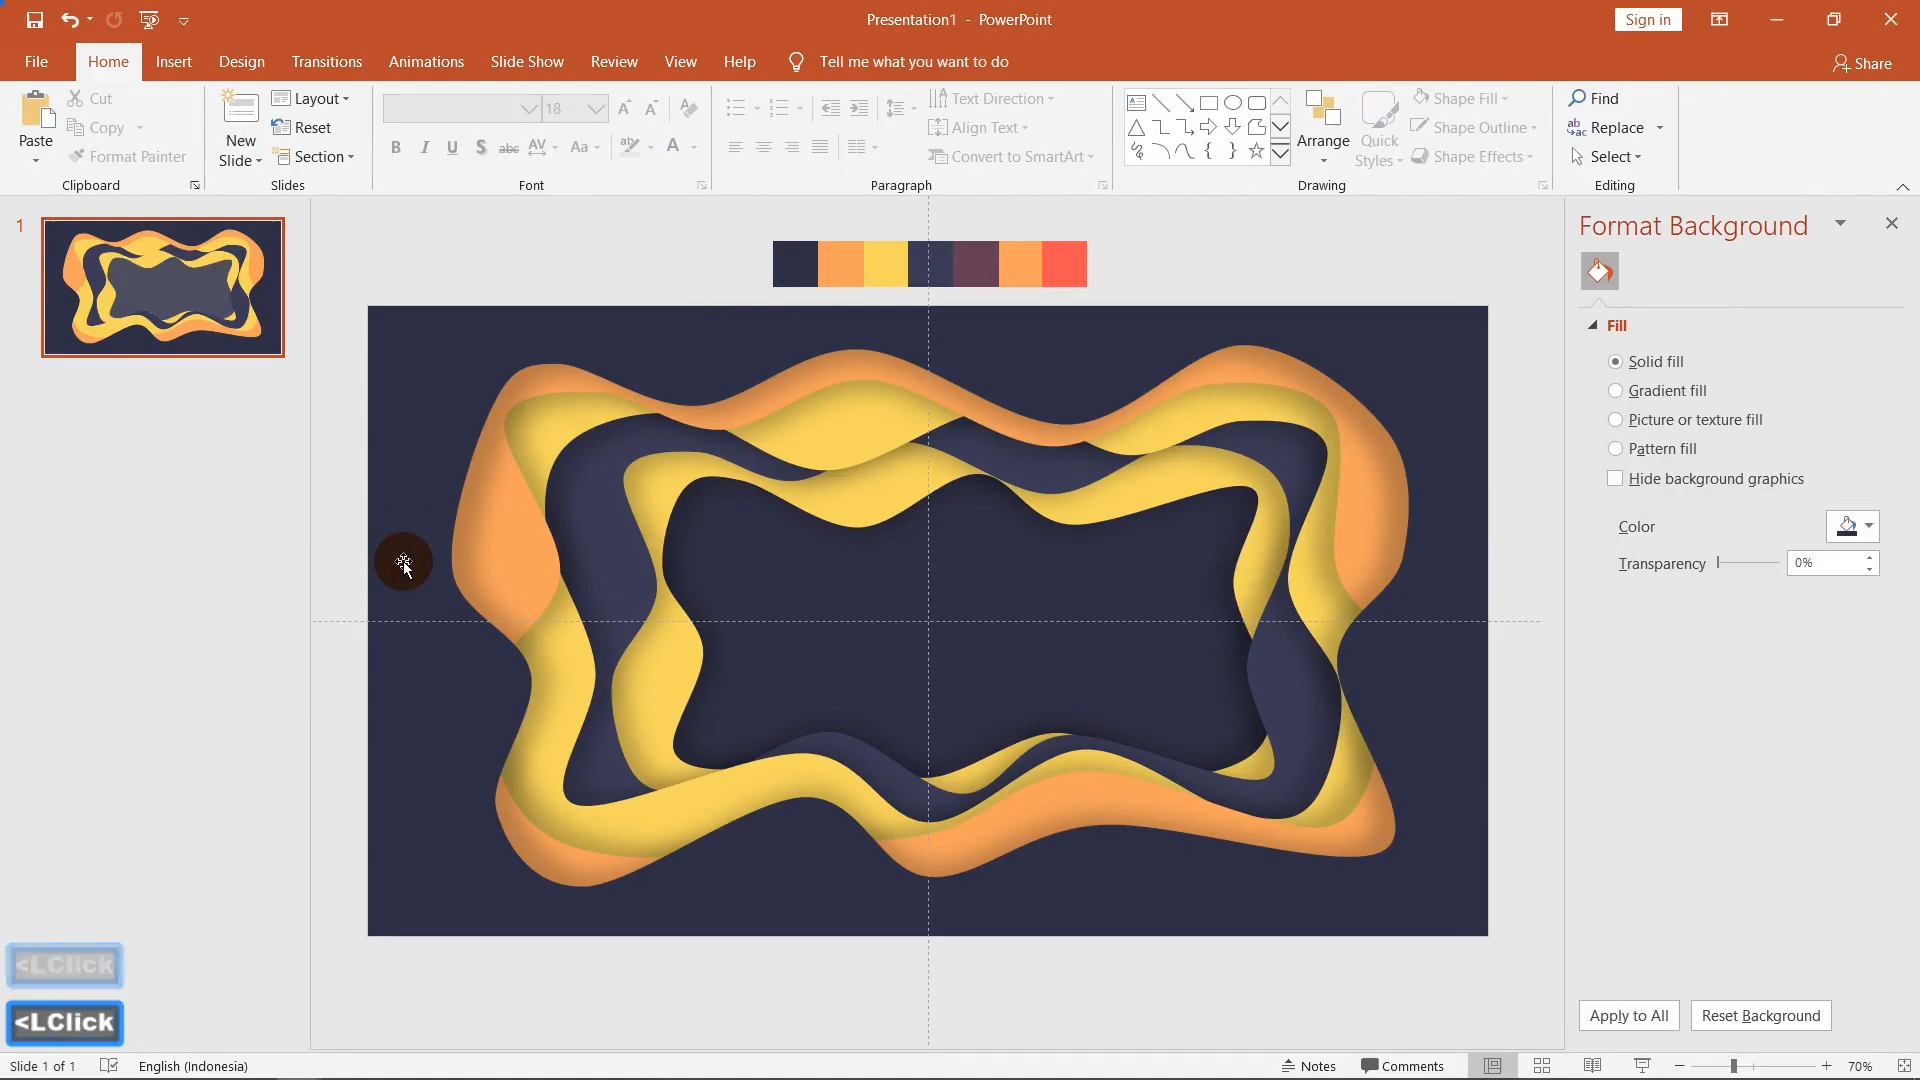 Presentation1 - PowerPoint
Sign in
File Home Insert Design Transitions Animations Slide Show Review View Help Tell me what you want to do
Share
Paste
Cut
Copy
Format Painter
Clipboard
New
Slide
Layout
Reset
Section
Slides
18
B I U S abc AV Aa
aby A
Font
Text Direction
Align Text
Convert to SmartArt
Paragraph
Arrange
Quick
Styles
Shape Fill
Shape Outline
Shape Effects
Drawing
Find
Replace
Select
Editing
1
Format Background
Fill
Solid fill
Gradient fill
Picture or texture fill
Pattern fill
Hide background graphics
Color
Transparency 0%
Apply to All Reset Background
<LClick
<LClick
Slide 1 of 1 English (Indonesia)
Notes Comments 70%